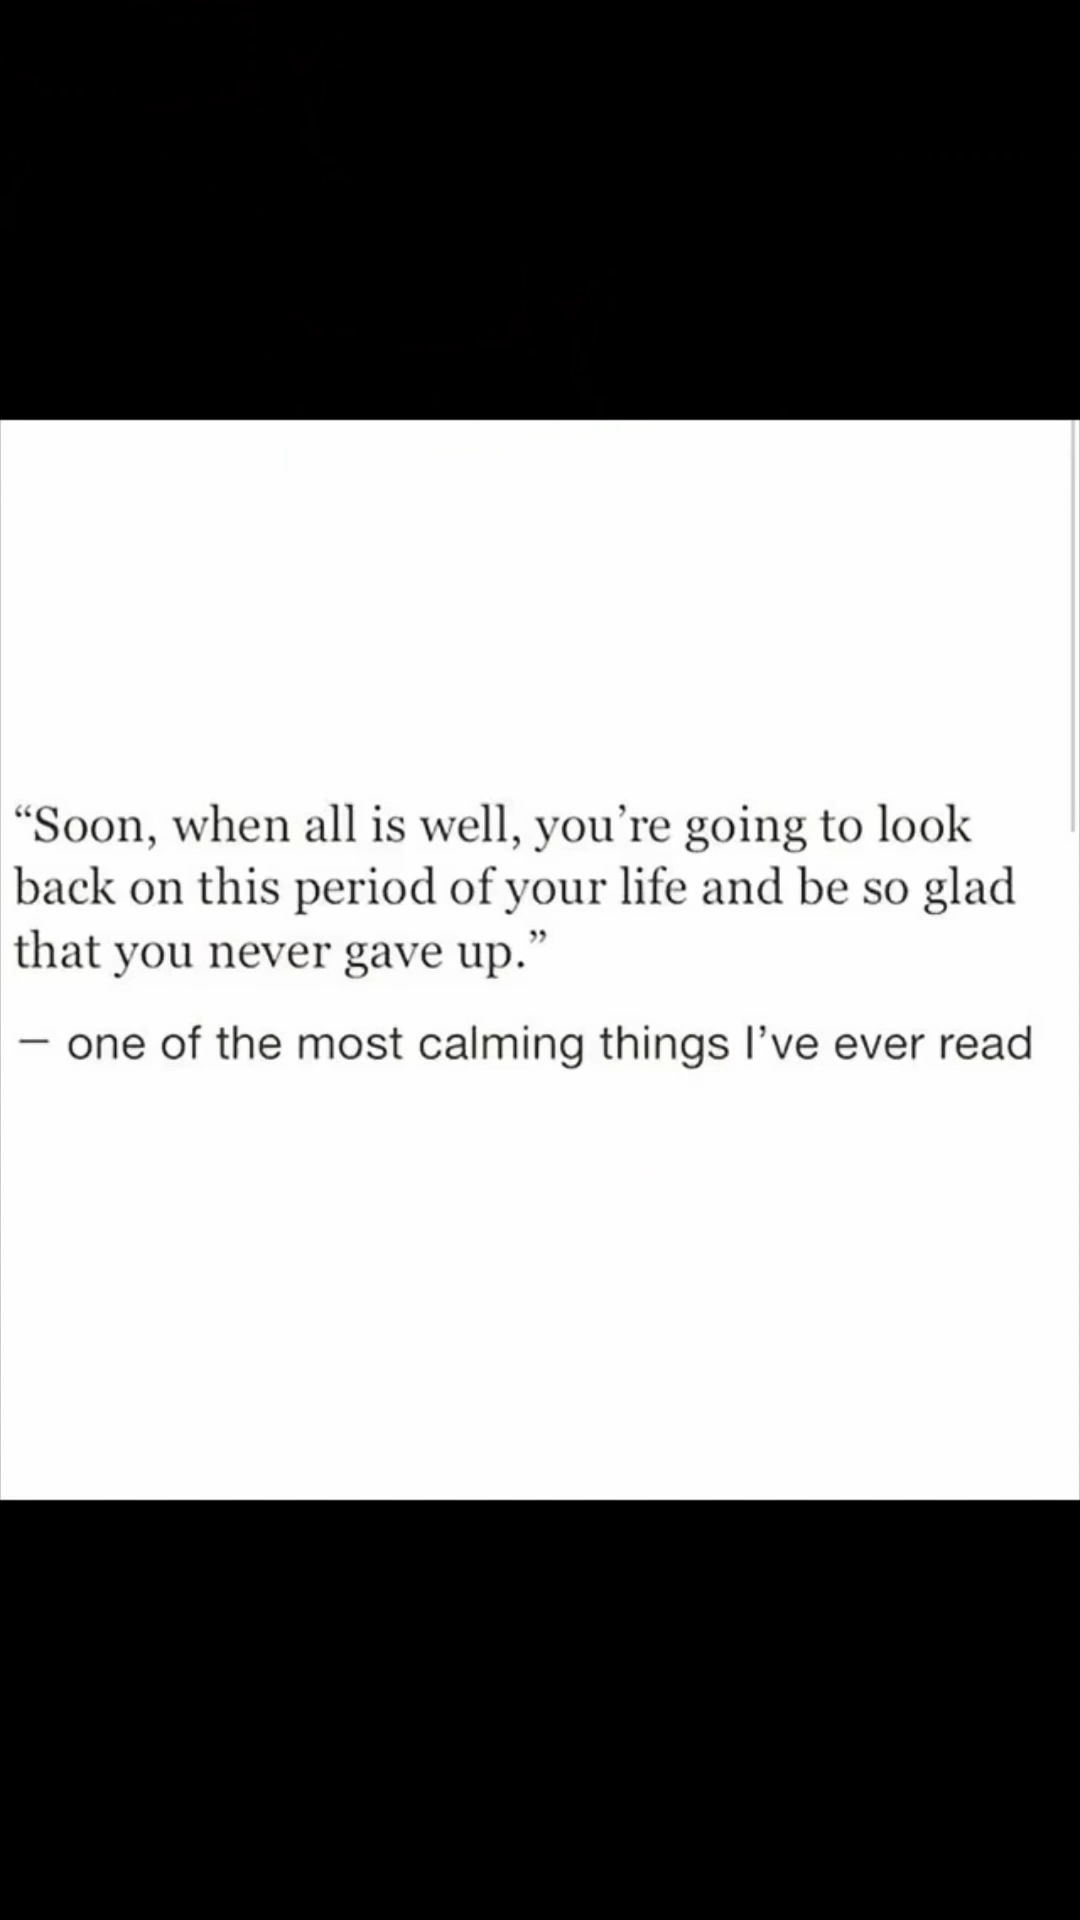 “Soon, when all is well, you’re going to look
back on this period of your life and be so glad
that you never gave up.”
— one of the most calming things I’ve ever read